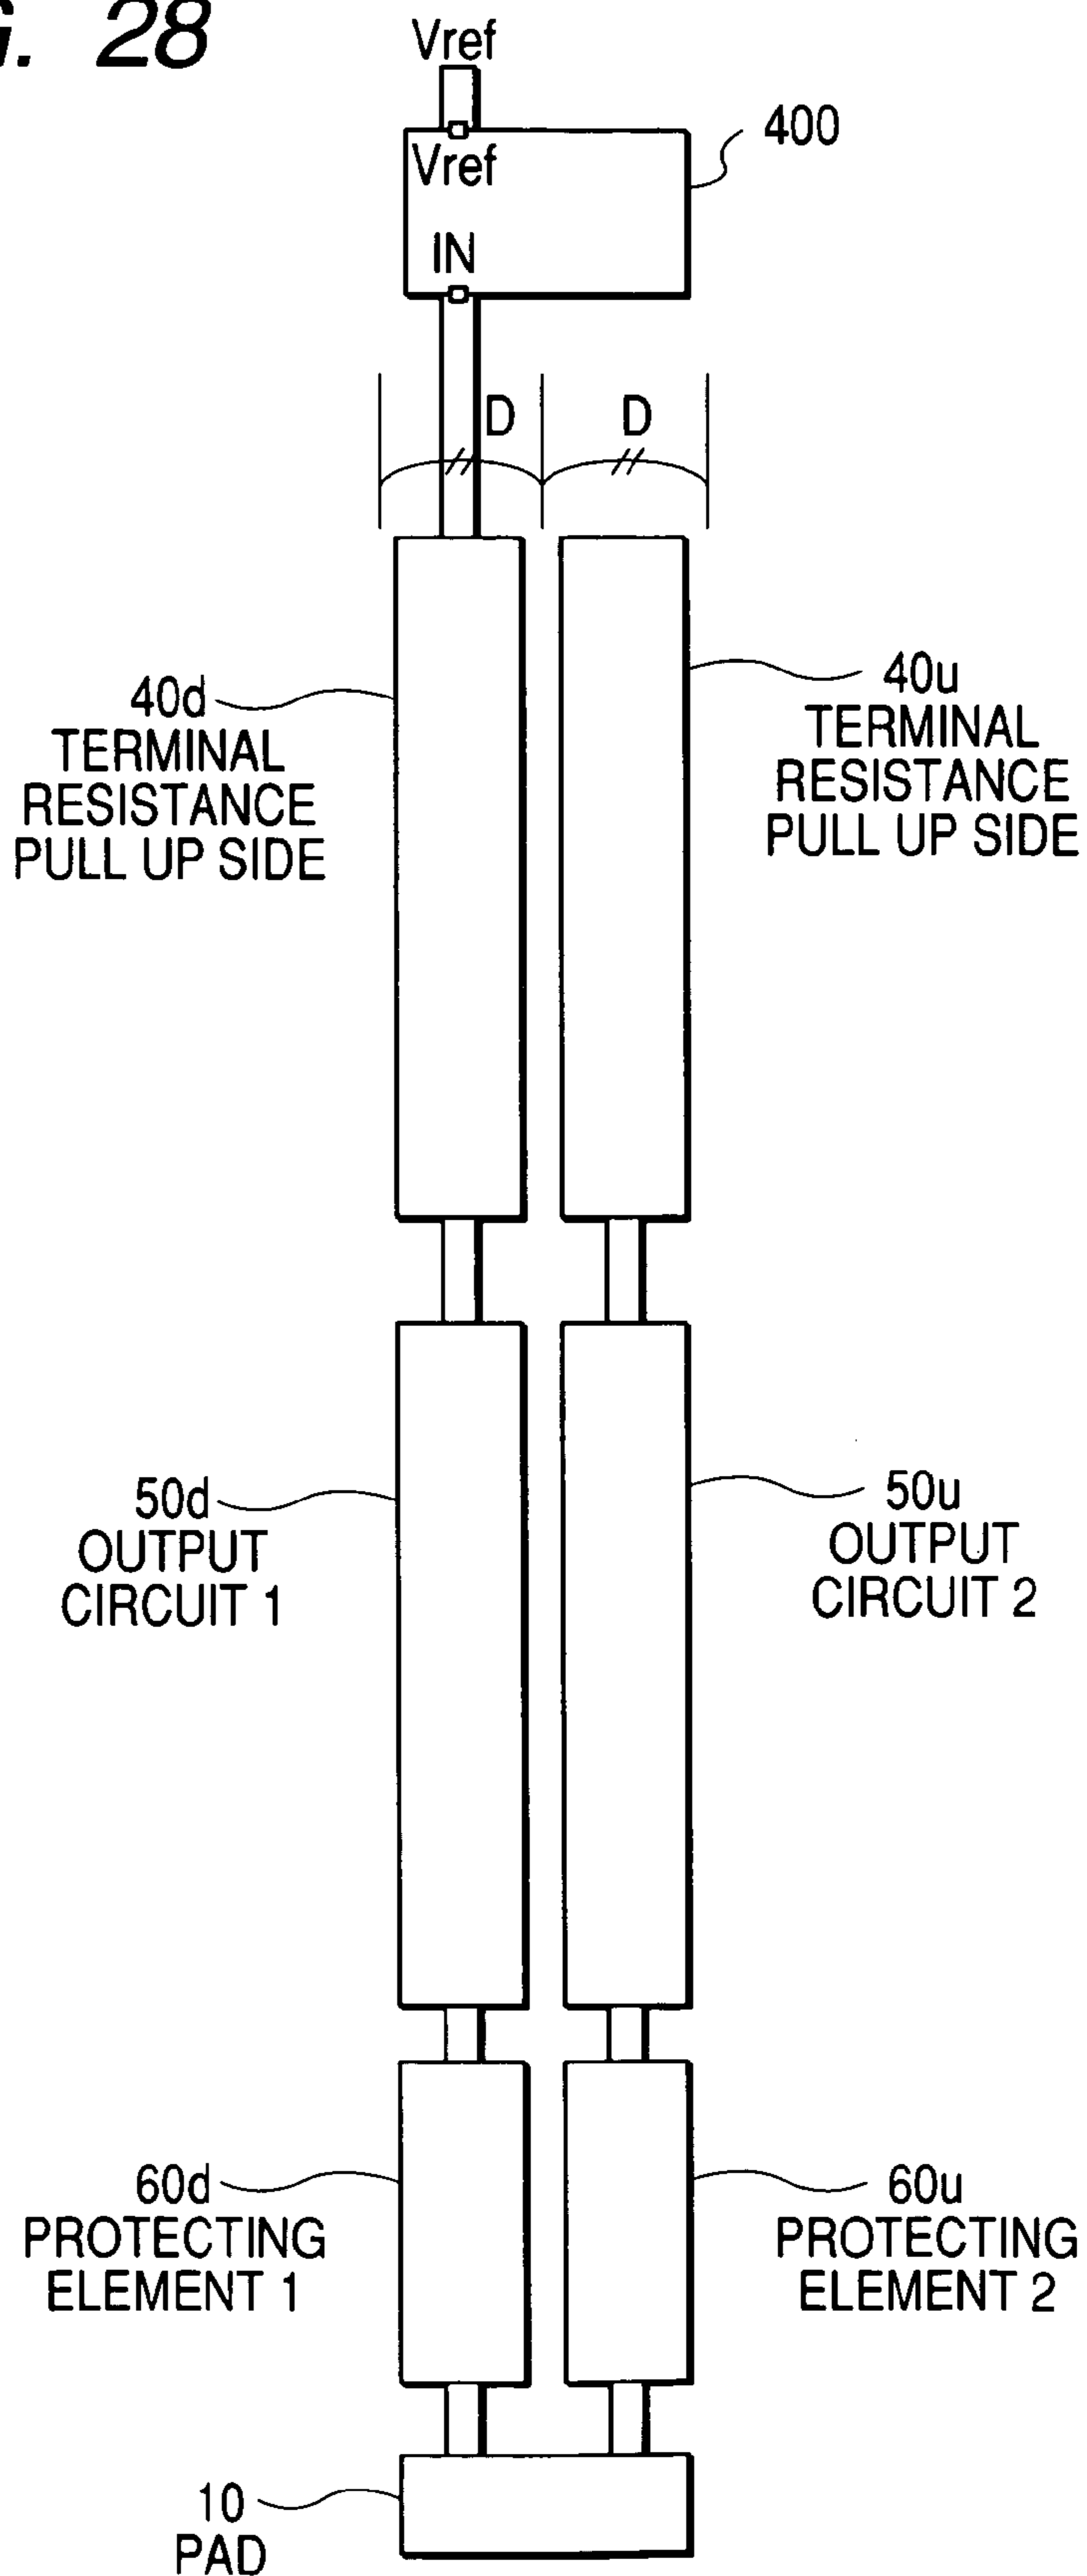 G. 28
Vref
400
Vref
IN
D
D
40d
TERMINAL
RESISTANCE
PULL UP SIDE
40u
TERMINAL
RESISTANCE
PULL UP SIDE
50d
OUTPUT
CIRCUIT 1
50u
OUTPUT
CIRCUIT 2
60d
PROTECTING
ELEMENT 1
60u
PROTECTING
ELEMENT 2
10
PAD